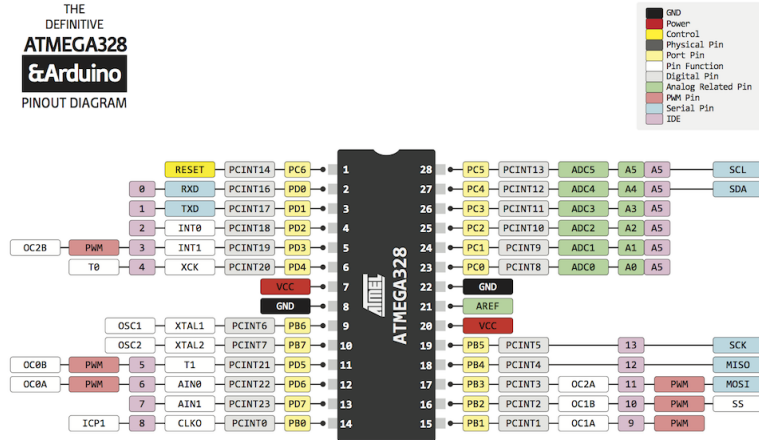 THE
DEFINITIVE
ATMEGA328
&Arduino
PINOUT DIAGRAM
GND
Power
Control
Physical Pin
Port Pin
Pin Function
Digital Pin
Analog Related Pin
PWM Pin
Serial Pin
IDE
RESET PCINT14 PC6 1 28 PC5 PCINT13 ADC5 A5 A5 SCL
0 RXD PCINT16 PD0 2 27 PC4 PCINT12 ADC4 A4 A5 SDA
1 TXD PCINT17 PD1 3 26 PC3 PCINT11 ADC3 A3 A5
2 INT0 PCINT18 PD2 4 25 PC2 PCINT10 ADC2 A2 A5
OC2B PWM 3 INT1 PCINT19 PD3 5 24 PC1 PCINT9 ADC1 A1 A5
T0 4 XCK PCINT20 PD4 6 23 PC0 PCINT8 ADC0 A0 A5
VCC 7 22 GND
GND 8 21 AREF
OSC1 XTAL1 PCINT6 PB6 9 20 VCC
OSC2 XTAL2 PCINT7 PB7 10 19 PB5 PCINT5 13 SCK
OC0B PWM 5 T1 PCINT21 PD5 11 18 PB4 PCINT4 12 MISO
OC0A PWM 6 AIN0 PCINT22 PD6 12 17 PB3 PCINT3 OC2A 11 PWM MOSI
7 AIN1 PCINT23 PD7 13 16 PB2 PCINT2 OC1B 10 PWM SS
ICP1 8 CLKO PCINT0 PB0 14 15 PB1 PCINT1 OC1A 9 PWM
ATMEL
ATMEGA328